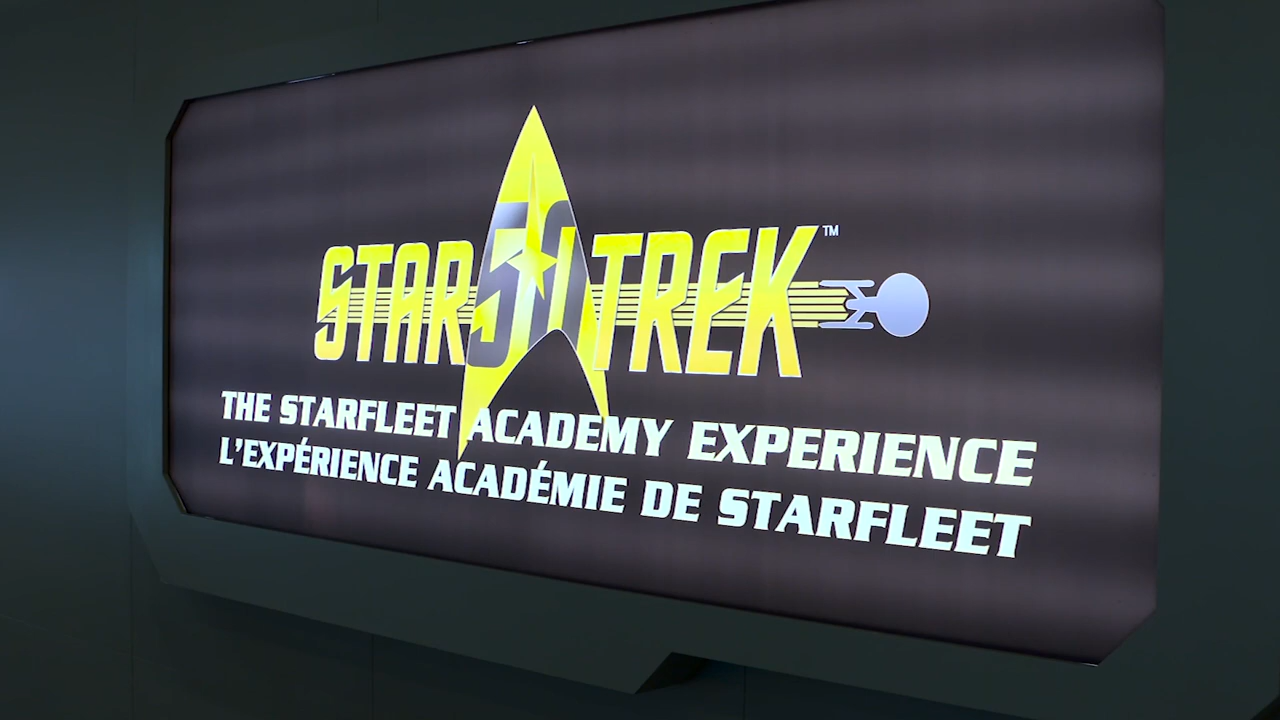 STAR 50 TREK™
THE STARFLEET ACADEMY EXPERIENCE
L'EXPÉRIENCE ACADÉMIE DE STARFLEET